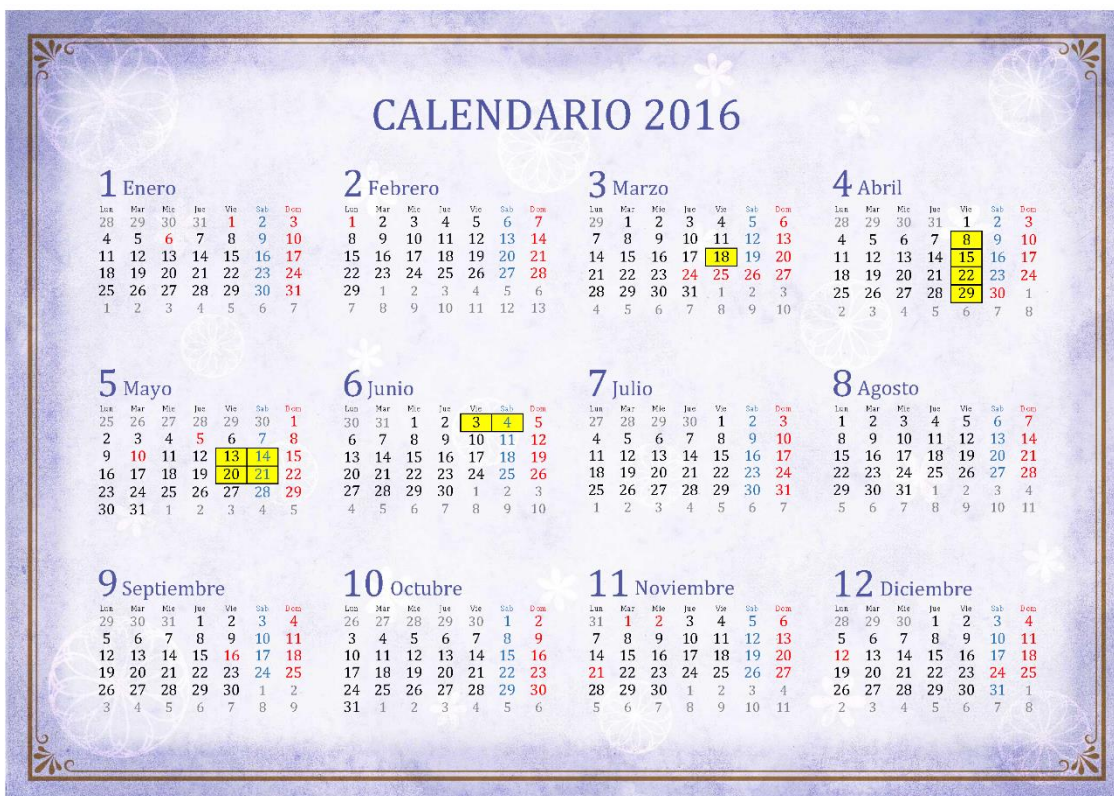 CALENDARIO 2016
1 Enero
Lun Mar Mie Jue Vie Sab Dom
28 29 30 31 1 2 3
4 5 6 7 8 9 10
11 12 13 14 15 16 17
18 19 20 21 22 23 24
25 26 27 28 29 30 31
1 2 3 4 5 6 7
2 Febrero
Lun Mar Mie Jue Vie Sab Dom
1 2 3 4 5 6 7
8 9 10 11 12 13 14
15 16 17 18 19 20 21
22 23 24 25 26 27 28
29 1 2 3 4 5 6
7 8 9 10 11 12 13
3 Marzo
Lun Mar Mie Jue Vie Sab Dom
29 1 2 3 4 5 6
7 8 9 10 11 12 13
14 15 16 17 18 19 20
21 22 23 24 25 26 27
28 29 30 31 1 2 3
4 5 6 7 8 9 10
4 Abril
Lun Mar Mie Jue Vie Sab Dom
28 29 30 31 1 2 3
4 5 6 7 8 9 10
11 12 13 14 15 16 17
18 19 20 21 22 23 24
25 26 27 28 29 30 1
2 3 4 5 6 7 8
5 Mayo
Lun Mar Mie Jue Vie Sab Dom
25 26 27 28 29 30 1
2 3 4 5 6 7 8
9 10 11 12 13 14 15
16 17 18 19 20 21 22
23 24 25 26 27 28 29
30 31 1 2 3 4 5
6 Junio
Lun Mar Mie Jue Vie Sab Dom
30 31 1 2 3 4 5
6 7 8 9 10 11 12
13 14 15 16 17 18 19
20 21 22 23 24 25 26
27 28 29 30 1 2 3
4 5 6 7 8 9 10
7 Julio
Lun Mar Mie Jue Vie Sab Dom
27 28 29 30 1 2 3
4 5 6 7 8 9 10
11 12 13 14 15 16 17
18 19 20 21 22 23 24
25 26 27 28 29 30 31
1 2 3 4 5 6 7
8 Agosto
Lun Mar Mie Jue Vie Sab Dom
1 2 3 4 5 6 7
8 9 10 11 12 13 14
15 16 17 18 19 20 21
22 23 24 25 26 27 28
29 30 31 1 2 3 4
5 6 7 8 9 10 11
9 Septiembre
Lun Mar Mie Jue Vie Sab Dom
29 30 31 1 2 3 4
5 6 7 8 9 10 11
12 13 14 15 16 17 18
19 20 21 22 23 24 25
26 27 28 29 30 1 2
3 4 5 6 7 8 9
10 Octubre
Lun Mar Mie Jue Vie Sab Dom
26 27 28 29 30 1 2
3 4 5 6 7 8 9
10 11 12 13 14 15 16
17 18 19 20 21 22 23
24 25 26 27 28 29 30
31 1 2 3 4 5 6
11 Noviembre
Lun Mar Mie Jue Vie Sab Dom
31 1 2 3 4 5 6
7 8 9 10 11 12 13
14 15 16 17 18 19 20
21 22 23 24 25 26 27
28 29 30 1 2 3 4
5 6 7 8 9 10 11
12 Diciembre
Lun Mar Mie Jue Vie Sab Dom
28 29 30 1 2 3 4
5 6 7 8 9 10 11
12 13 14 15 16 17 18
19 20 21 22 23 24 25
26 27 28 29 30 31 1
2 3 4 5 6 7 8